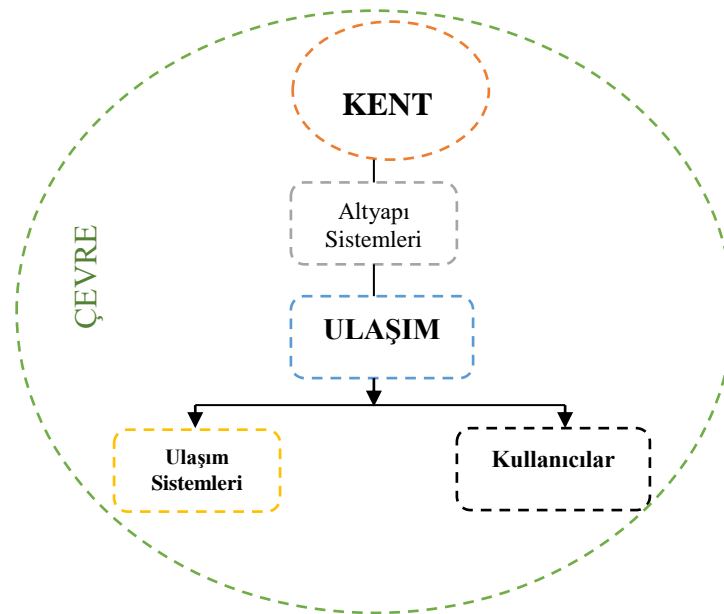 KENT
Altyapı
Sistemleri
ÇEVRE
ULAŞIM
Ulaşım
Sistemleri
Kullanıcılar